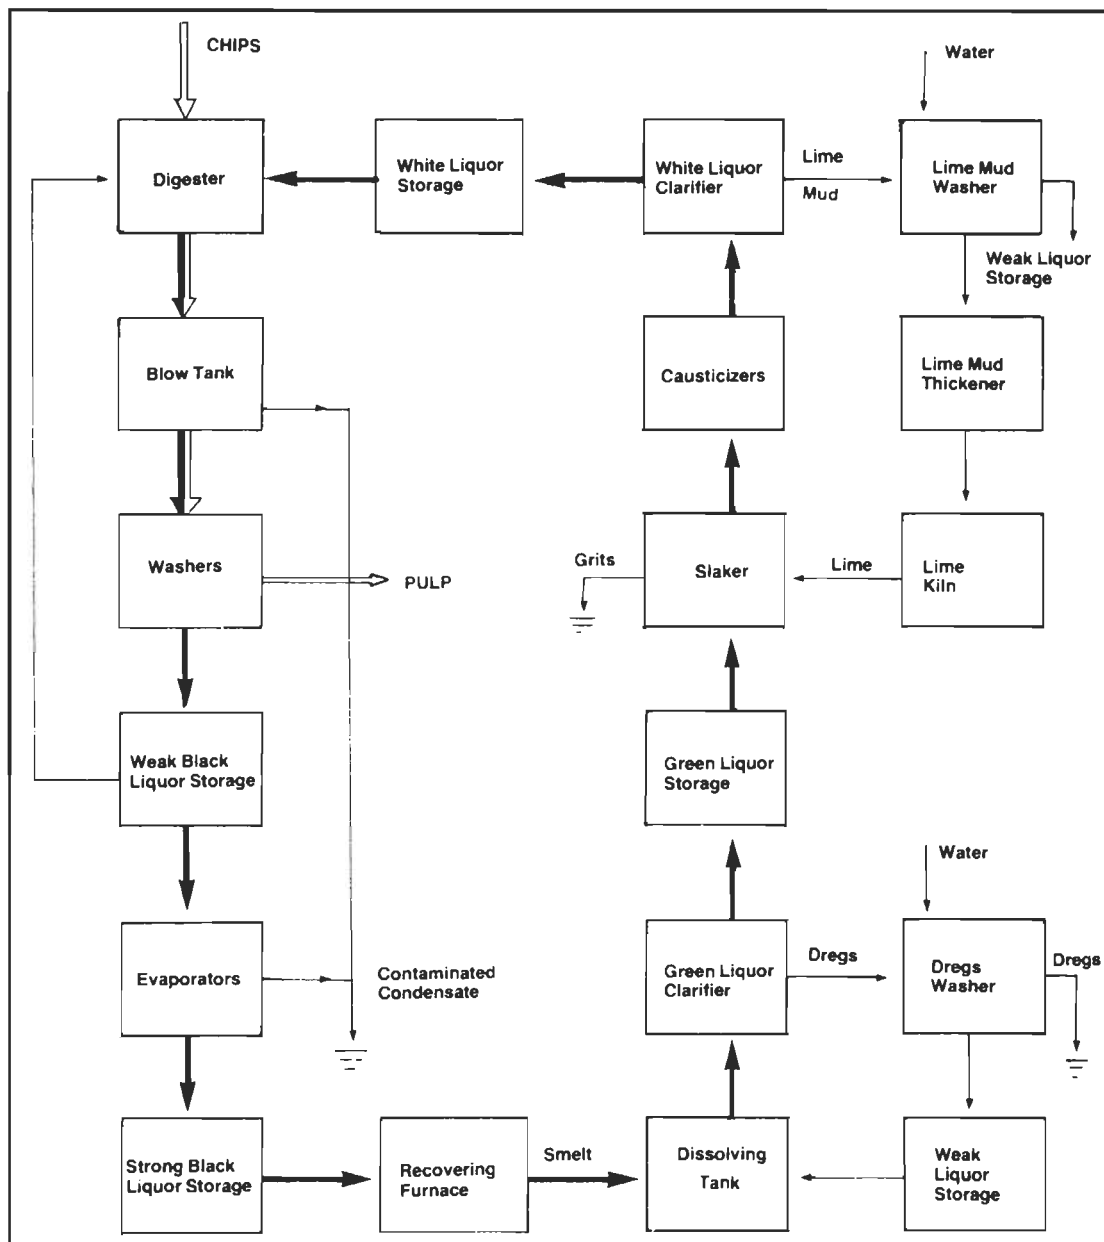 CHIPS
Water
Digester
White Liquor
Storage
White Liquor
Clarifier
Lime
Mud
Lime Mud
Washer
Weak Liquor
Storage
Blow Tank
Causticizers
Lime Mud
Thickener
Washers
PULP
Grits
Slaker
Lime
Lime
Kiln
Weak Black
Liquor Storage
Green Liquor
Storage
Water
Evaporators
Contaminated
Condensate
Green Liquor
Clarifier
Dregs
Dregs
Washer
Dregs
Strong Black
Liquor Storage
Recovering
Furnace
Smelt
Dissolving
Tank
Weak
Liquor
Storage